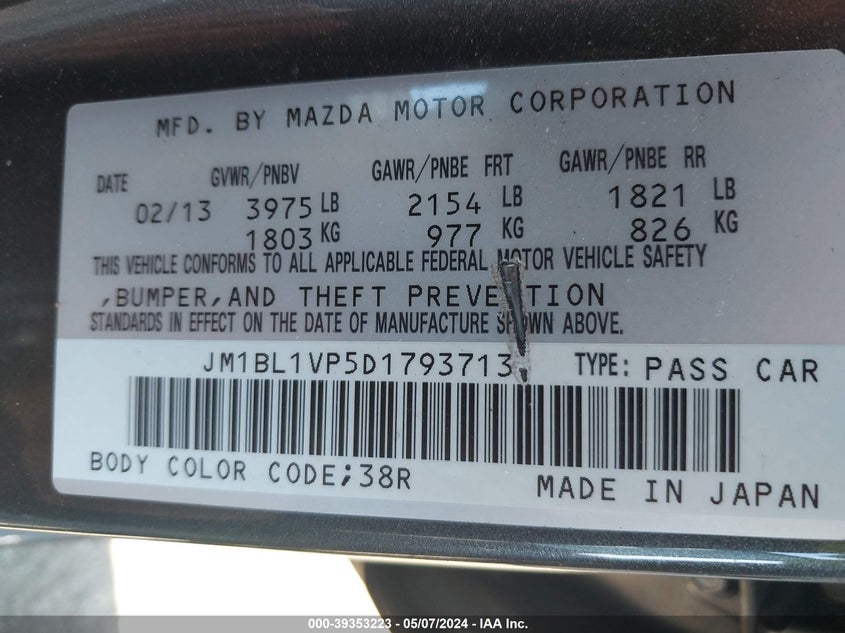 MFD. BY MAZDA MOTOR CORPORATION
DATE GVWR/PNBV GAWR/PNBE FRT GAWR/PNBE RR
02/13 3975 LB 2154 LB 1821 LB
1803 KG 977 KG 826 KG
THIS VEHICLE CONFORMS TO ALL APPLICABLE FEDERAL MOTOR VEHICLE SAFETY
,BUMPER,AND THEFT PREVENTION
STANDARDS IN EFFECT ON THE DATE OF MANUFACTURE SHOWN ABOVE.
JM1BL1VP5D1793713 TYPE: PASS CAR
BODY COLOR CODE;38R MADE IN JAPAN
000-39353223 - 05/07/2024 - IAA Inc.